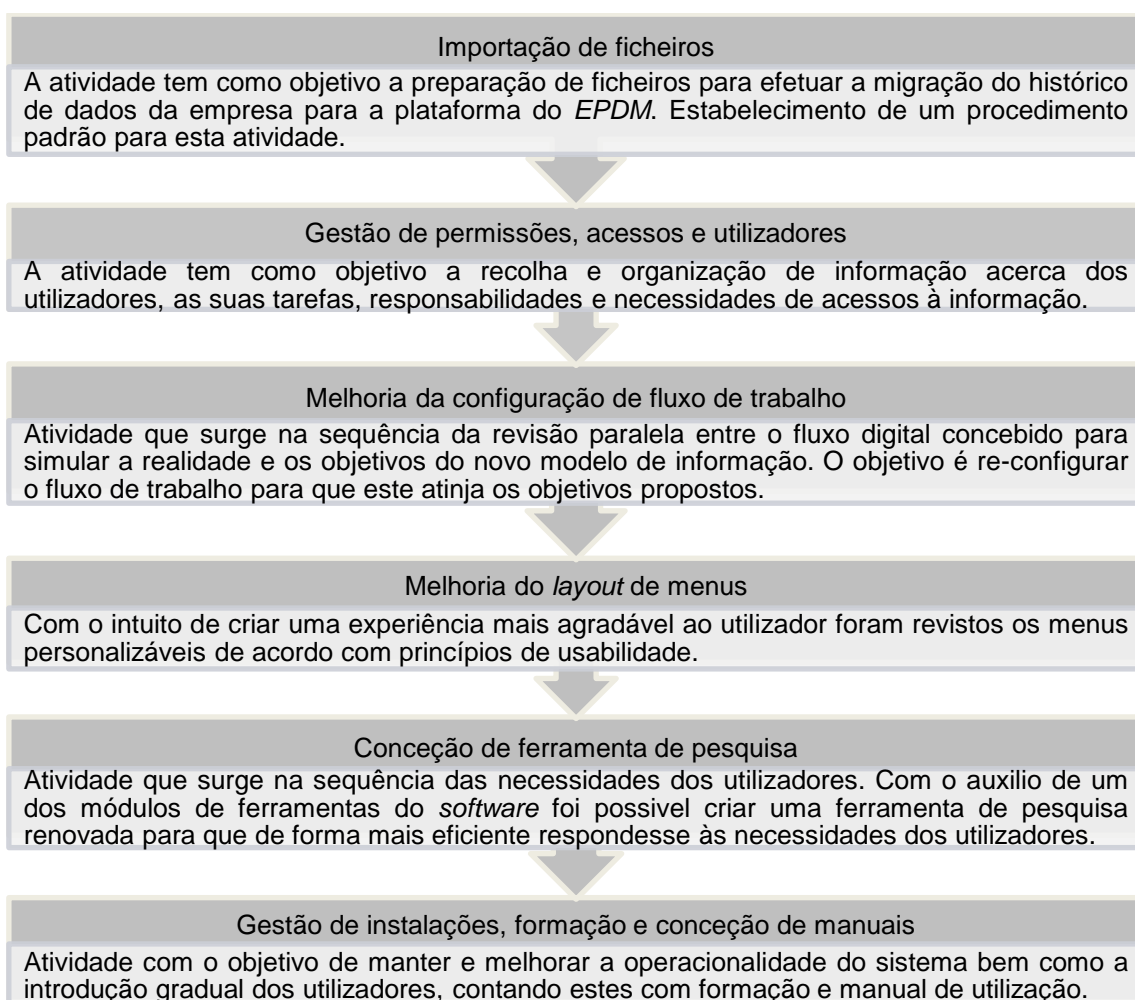 Importação de ficheiros
A atividade tem como objetivo a preparação de ficheiros para efetuar a migração do histórico
de dados da empresa para a plataforma do EPDM. Estabelecimento de um procedimento
padrão para esta atividade.
Gestão de permissões, acessos e utilizadores
A atividade tem como objetivo a recolha e organização de informação acerca dos
utilizadores, as suas tarefas, responsabilidades e necessidades de acessos à informação.
Melhoria da configuração de fluxo de trabalho
Atividade que surge na sequência da revisão paralela entre o fluxo digital concebido para
simular a realidade e os objetivos do novo modelo de informação. O objetivo é re-configurar
o fluxo de trabalho para que este atinja os objetivos propostos.
Melhoria do layout de menus
Com o intuito de criar uma experiência mais agradável ao utilizador foram revistos os menus
personalizáveis de acordo com princípios de usabilidade.
Conceção de ferramenta de pesquisa
Atividade que surge na sequência das necessidades dos utilizadores. Com o auxilio de um
dos módulos de ferramentas do software foi possivel criar uma ferramenta de pesquisa
renovada para que de forma mais eficiente respondesse às necessidades dos utilizadores.
Gestão de instalações, formação e conceção de manuais
Atividade com o objetivo de manter e melhorar a operacionalidade do sistema bem como a
introdução gradual dos utilizadores, contando estes com formação e manual de utilização.